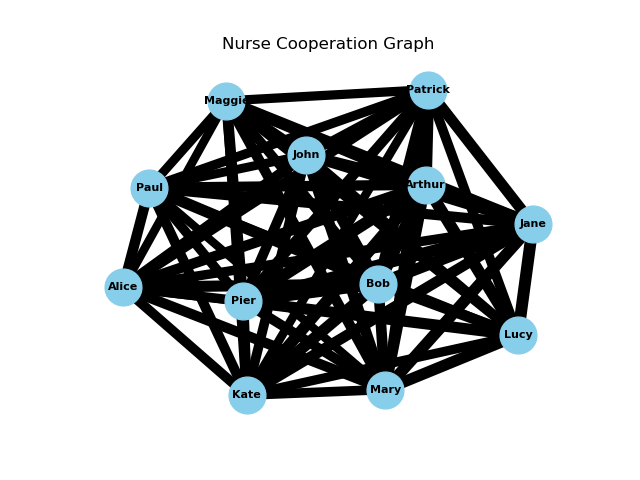 Nurse Cooperation Graph
Patrick
Maggie
John
Arthur
Paul
Jane
Bob
Alice
Pier
Lucy
Mary
Kate